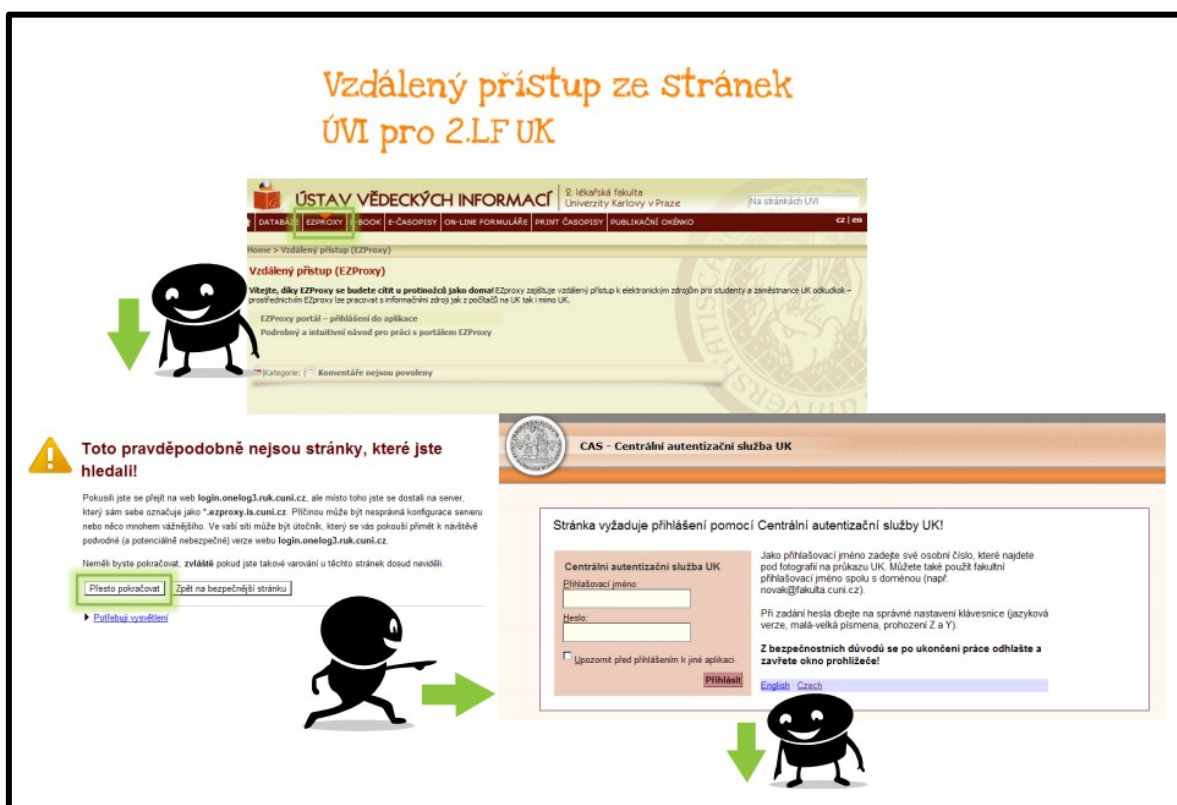 Vzdálený přístup ze stránek
ÚVI pro 2.LF UK
ÚSTAV VĚDECKÝCH INFORMACÍ
2. lékařská fakulta
Univerzity Karlovy v Praze
Na stránkách UVI
DATABÁZE EZPROXY E-BOOK E-ČASOPISY ON-LINE FORMULÁŘE PRINT ČASOPISY PUBLIKAČNÍ OKÉNKO cz | en
Home > Vzdálený přístup (EZProxy)
Vzdálený přístup (EZProxy)
Vítejte, díky EZProxy se budete cítit u protinožců jako doma! EZproxy zajišťuje vzdálený přístup k elektronickým zdrojům pro studenty a zaměstnance UK odkudkoli –
prostřednictvím EZproxy lze pracovat s informačními zdroji jak z počítačů na UK tak i mimo UK.
EZProxy portál – přihlášení do aplikace
Podrobný a intuitivní návod pro práci s portálem EZProxy
Kategorie: | Komentáře nejsou povoleny
Toto pravděpodobně nejsou stránky, které jste
hledali!
Pokusili jste se přejít na web login.onelog3.ruk.cuni.cz, ale místo toho jste se dostali na server,
který sám sebe označuje jako *.ezproxy.is.cuni.cz. Příčinou může být nesprávná konfigurace serveru
nebo něco mnohem vážnějšího. Ve vaší síti může být útočník, který se vás pokouší přimět k návštěvě
podvodné (a potenciálně nebezpečné) verze webu login.onelog3.ruk.cuni.cz.
Neměli byste pokračovat, zvláště pokud jste takové varování u těchto stránek dosud neviděli.
Přesto pokračovat Zpět na bezpečnější stránku
Potřebuji vysvětlení
CAS - Centrální autentizační služba UK
Stránka vyžaduje přihlášení pomocí Centrální autentizační služby UK!
Centrální autentizační služba UK
Přihlašovací jméno:
Heslo:
Upozornit před přihlášením k jiné aplikaci.
Přihlásit
Jako přihlašovací jméno zadejte své osobní číslo, které najdete
pod fotografií na průkazu UK. Můžete také použít fakultní
přihlašovací jméno spolu s doménou (např.
novak@fakulta.cuni.cz).
Při zadání hesla dbejte na správné nastavení klávesnice (jazyková
verze, malá-velká písmena, prohození Z a Y).
Z bezpečnostních důvodů se po ukončení práce odhlašte a
zavřete okno prohlížeče!
English Czech